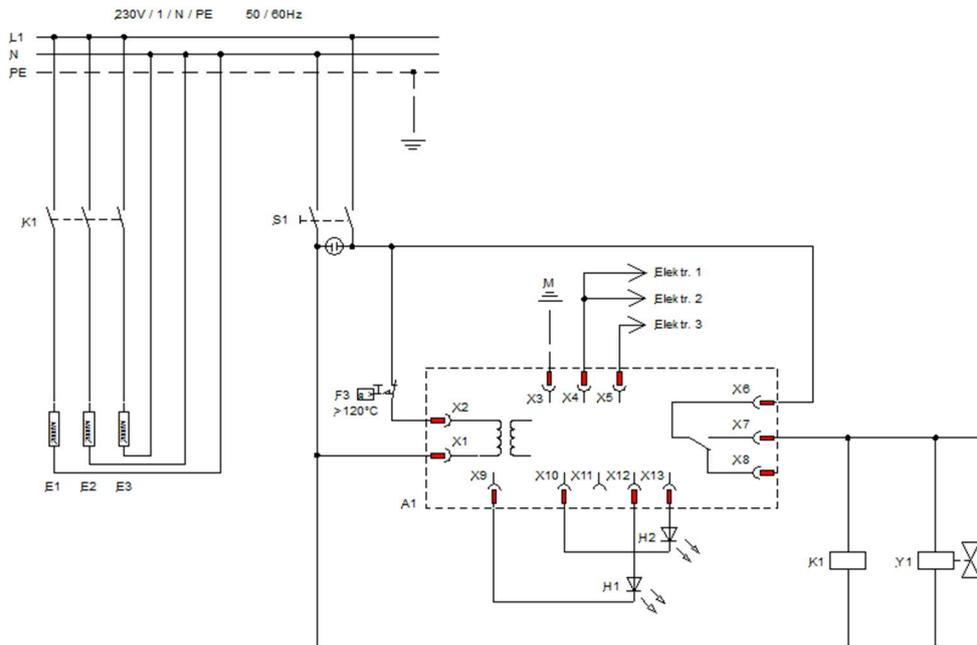 230V / 1 / N / PE 50 / 60Hz
L1
N
PE
K1
S1
Elektr. 1
M
Elektr. 2
Elektr. 3
F3
>120°C
X3
X4
X5
X6
X2
X7
X1
X8
X9
X10
X11
X12
X13
E1
E2
E3
A1
H2
K1
Y1
H1